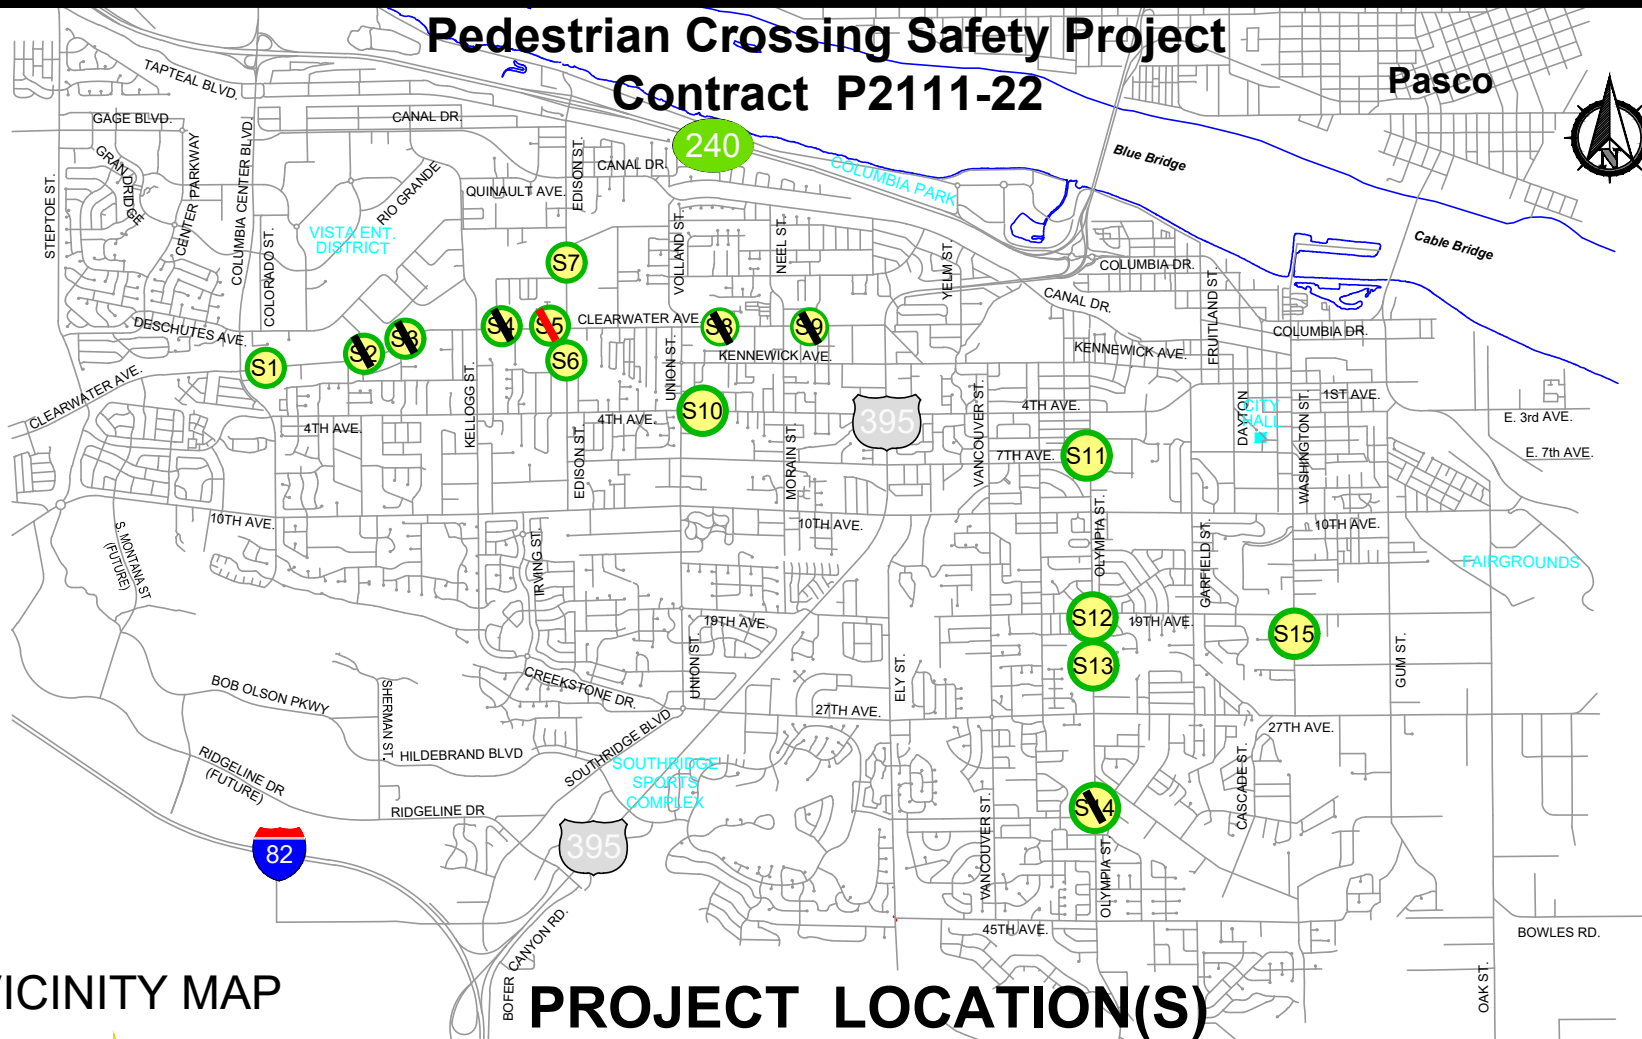 Pedestrian Crossing Safety Project
Contract P2111-22
Pasco
N
TAPTEAL BLVD.
GAGE BLVD.
CANAL DR.
240
CANAL DR.
Blue Bridge
COLUMBIA PARK
GRANDRIDGE
CENTER PARKWAY
COLUMBIA CENTER BLVD.
STEPTOE ST.
RIO GRANDE
QUINAULT AVE.
EDISON ST.
VOLLAND ST.
NEEL ST.
YELM ST.
Cable Bridge
VISTA ENT.
DISTRICT
COLORADO ST.
COLUMBIA DR.
CANAL DR.
FRUITLAND ST.
COLUMBIA DR.
S7
DESCHUTES AVE.
CLEARWATER AVE
S1
S2
S3
S4
S5
S6
S8
S9
KENNEWICK AVE.
KENNEWICK AVE.
CLEARWATER AVE.
KELLOGG ST.
UNION ST.
S10
395
4TH AVE.
4TH AVE.
4TH AVE.
VANCOUVER ST.
1ST AVE.
CITY
HALL
DAYTON
WASHINGTON ST.
E. 3rd AVE.
E. 7th AVE.
EDISON ST.
MORAIN ST.
7TH AVE.
S11
10TH AVE.
10TH AVE.
10TH AVE.
OLYMPIA ST.
GARFIELD ST.
FAIRGROUNDS
S. MONTANA ST
(FUTURE)
IRVING ST.
19TH AVE.
S12
19TH AVE.
S13
S15
GUM ST.
UNION ST.
ELY ST.
CREEKSTONE DR.
BOB OLSON PKWY
SHERMAN ST.
27TH AVE.
27TH AVE.
RIDGELINE DR
(FUTURE)
HILDEBRAND BLVD
SOUTHRIDGE BLVD
SOUTHRIDGE
SPORTS
COMPLEX
RIDGELINE DR
S14
CASCADE ST.
VANCOUVER ST.
OLYMPIA ST.
82
395
45TH AVE.
BOWLES RD.
OAK ST.
BOFER CANYON RD.
VICINITY MAP
PROJECT LOCATION(S)